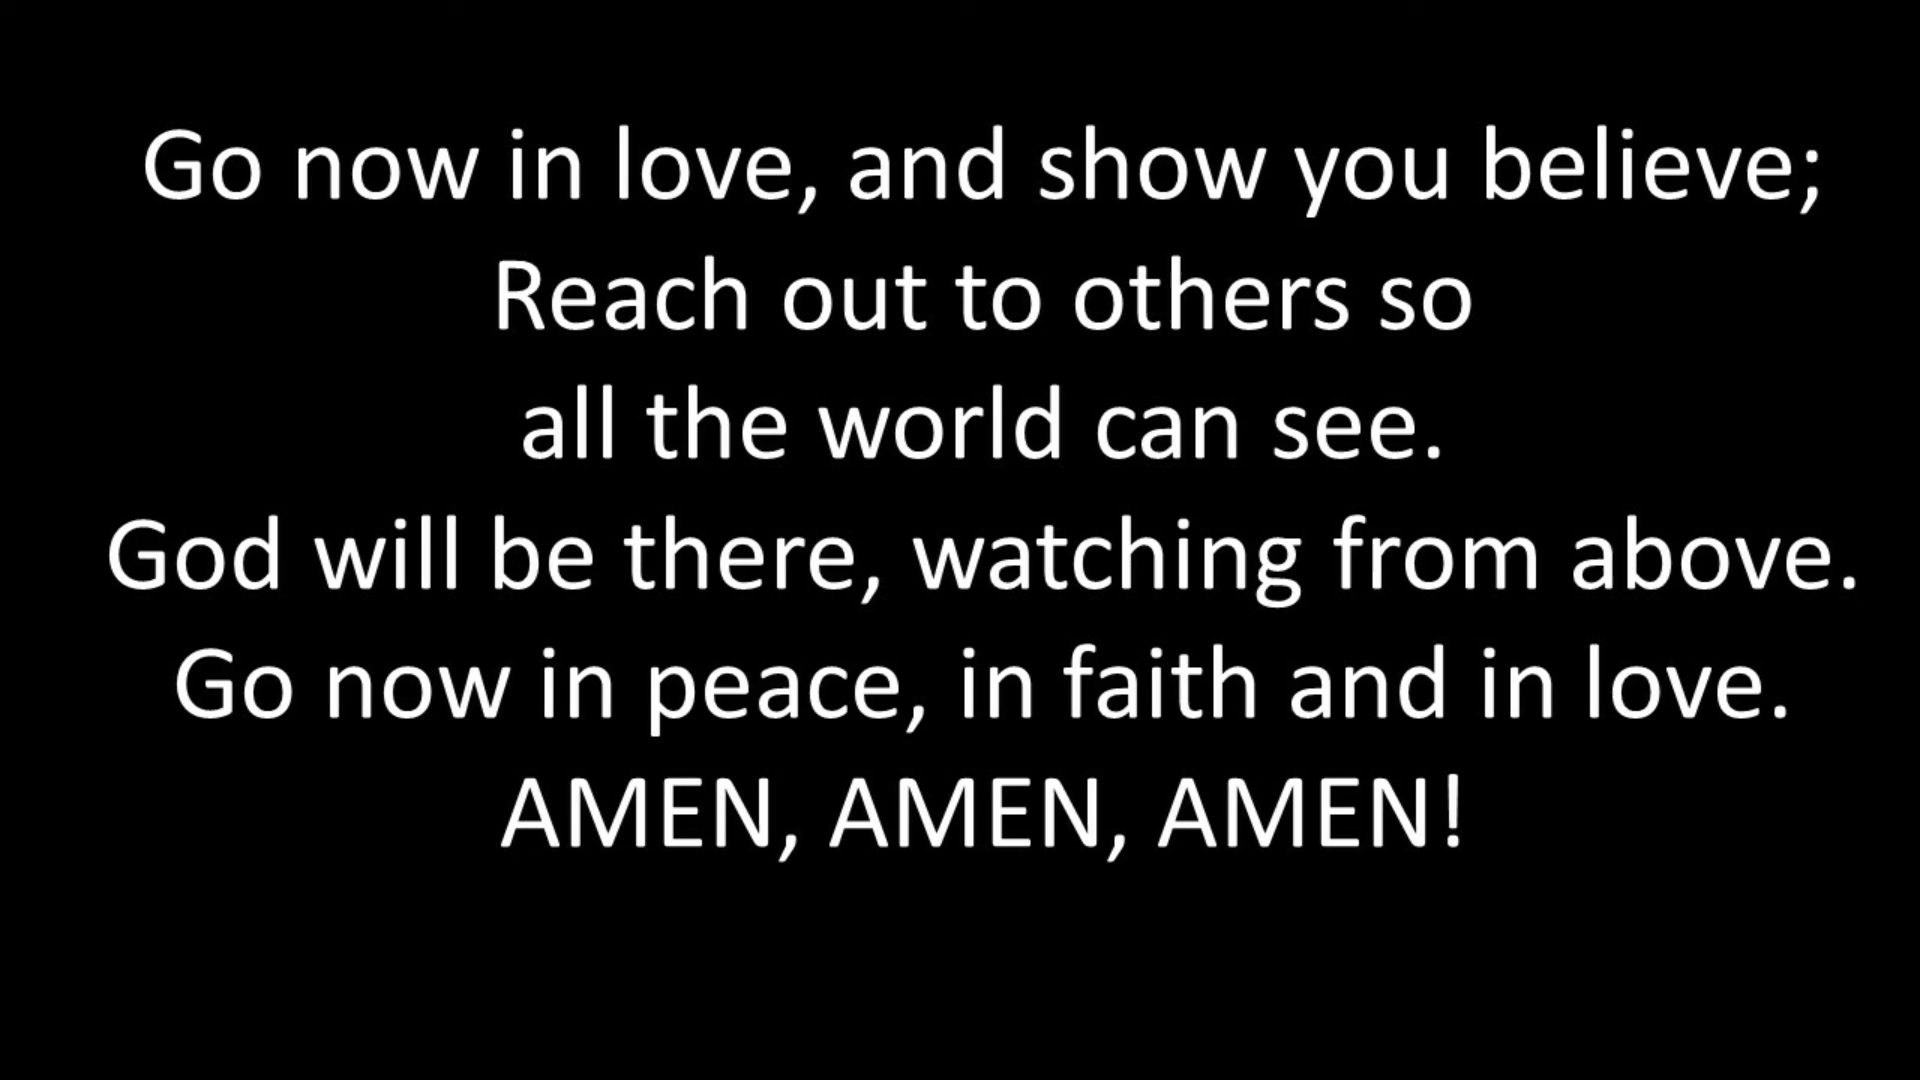 Go now in love, and show you believe;
Reach out to others so
all the world can see.
God will be there, watching from above.
Go now in peace, in faith and in love.
AMEN, AMEN, AMEN!